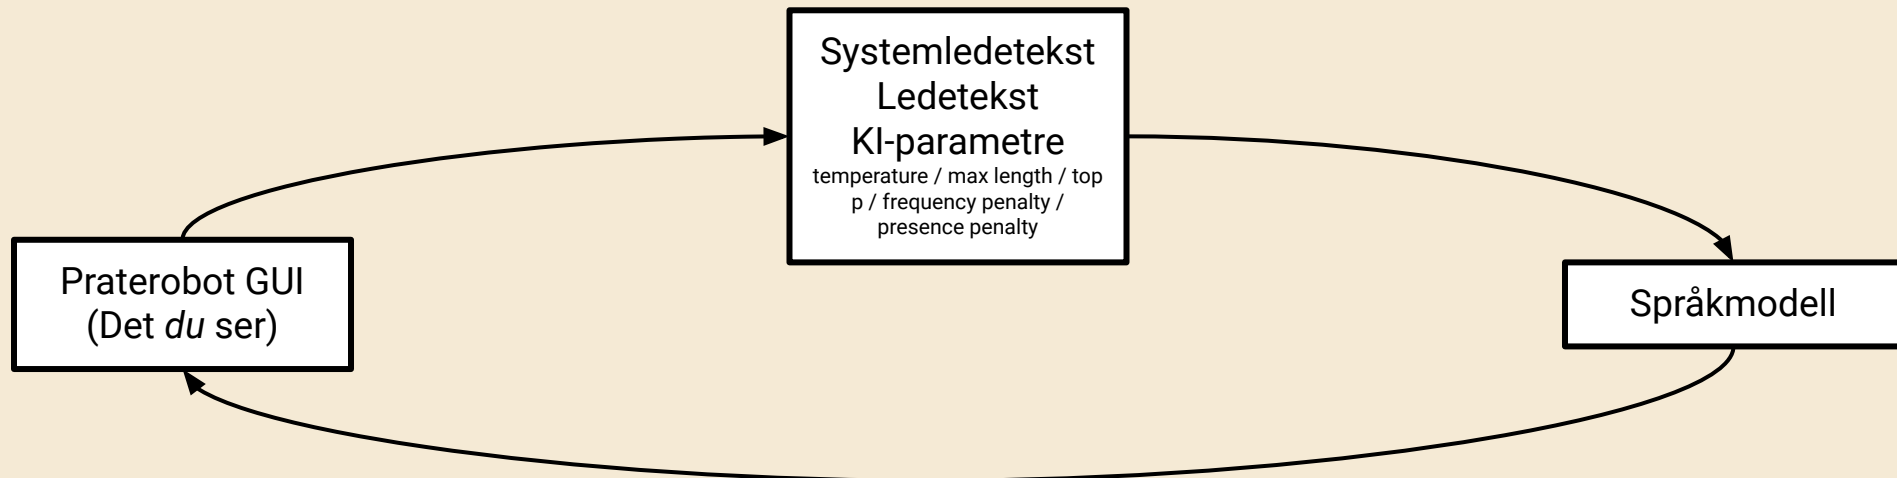 Systemledetekst
Ledetekst
KI-parametre
temperature / max length / top
p / frequency penalty /
presence penalty
Praterobot GUI
(Det du ser)
Språkmodell